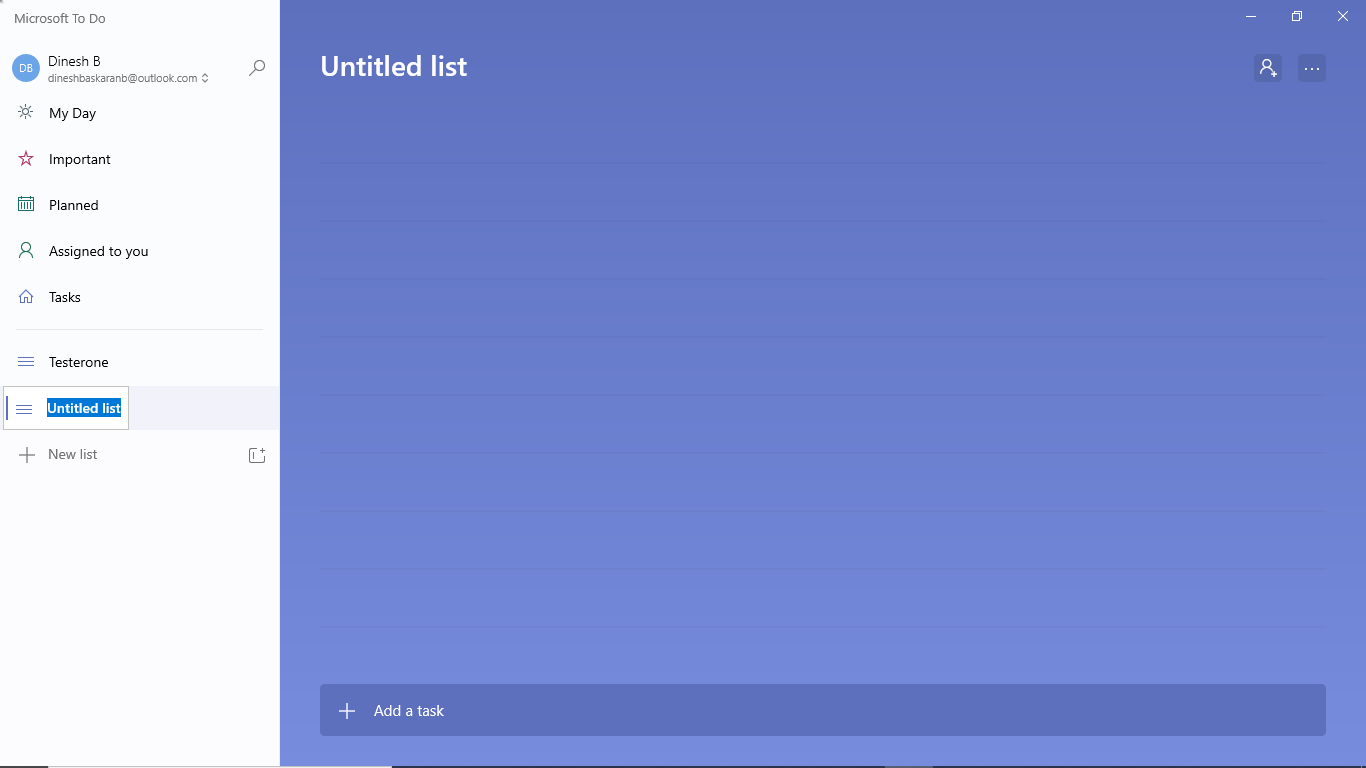 Microsoft To Do
DB
Dinesh B
dineshbaskaranb@outlook.com
My Day
Important
Planned
Assigned to you
Tasks
Testerone
Untitled list
New list
Untitled list
Add a task